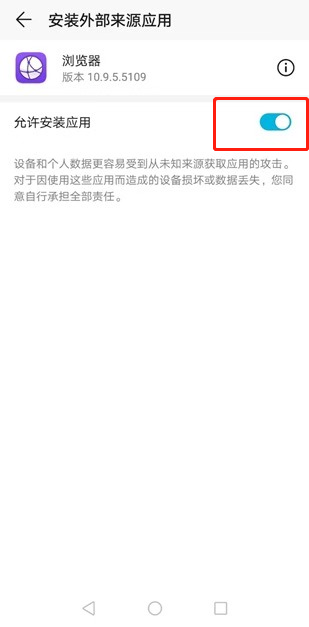 安装外部来源应用
浏览器
版本 10.9.5.5109
允许安装应用
设备和个人数据更容易受到从未知来源获取应用的攻击。
对于因使用这些应用而造成的设备损坏或数据丢失，您同
意自行承担全部责任。